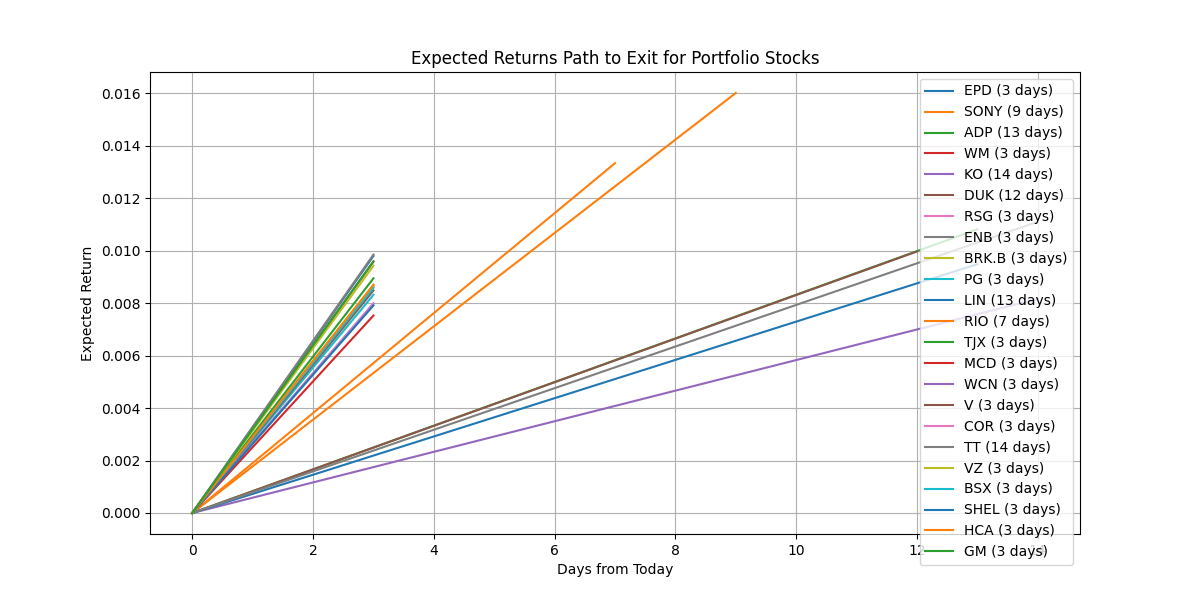 Expected Returns Path to Exit for Portfolio Stocks
Expected Return
0.016
0.014
0.012
0.010
0.008
0.006
0.004
0.002
0.000
0 2 4 6 8 10 12
Days from Today
EPD (3 days)
SONY (9 days)
ADP (13 days)
WM (3 days)
KO (14 days)
DUK (12 days)
RSG (3 days)
ENB (3 days)
BRK.B (3 days)
PG (3 days)
LIN (13 days)
RIO (7 days)
TJX (3 days)
MCD (3 days)
WCN (3 days)
V (3 days)
COR (3 days)
TT (14 days)
VZ (3 days)
BSX (3 days)
SHEL (3 days)
HCA (3 days)
GM (3 days)